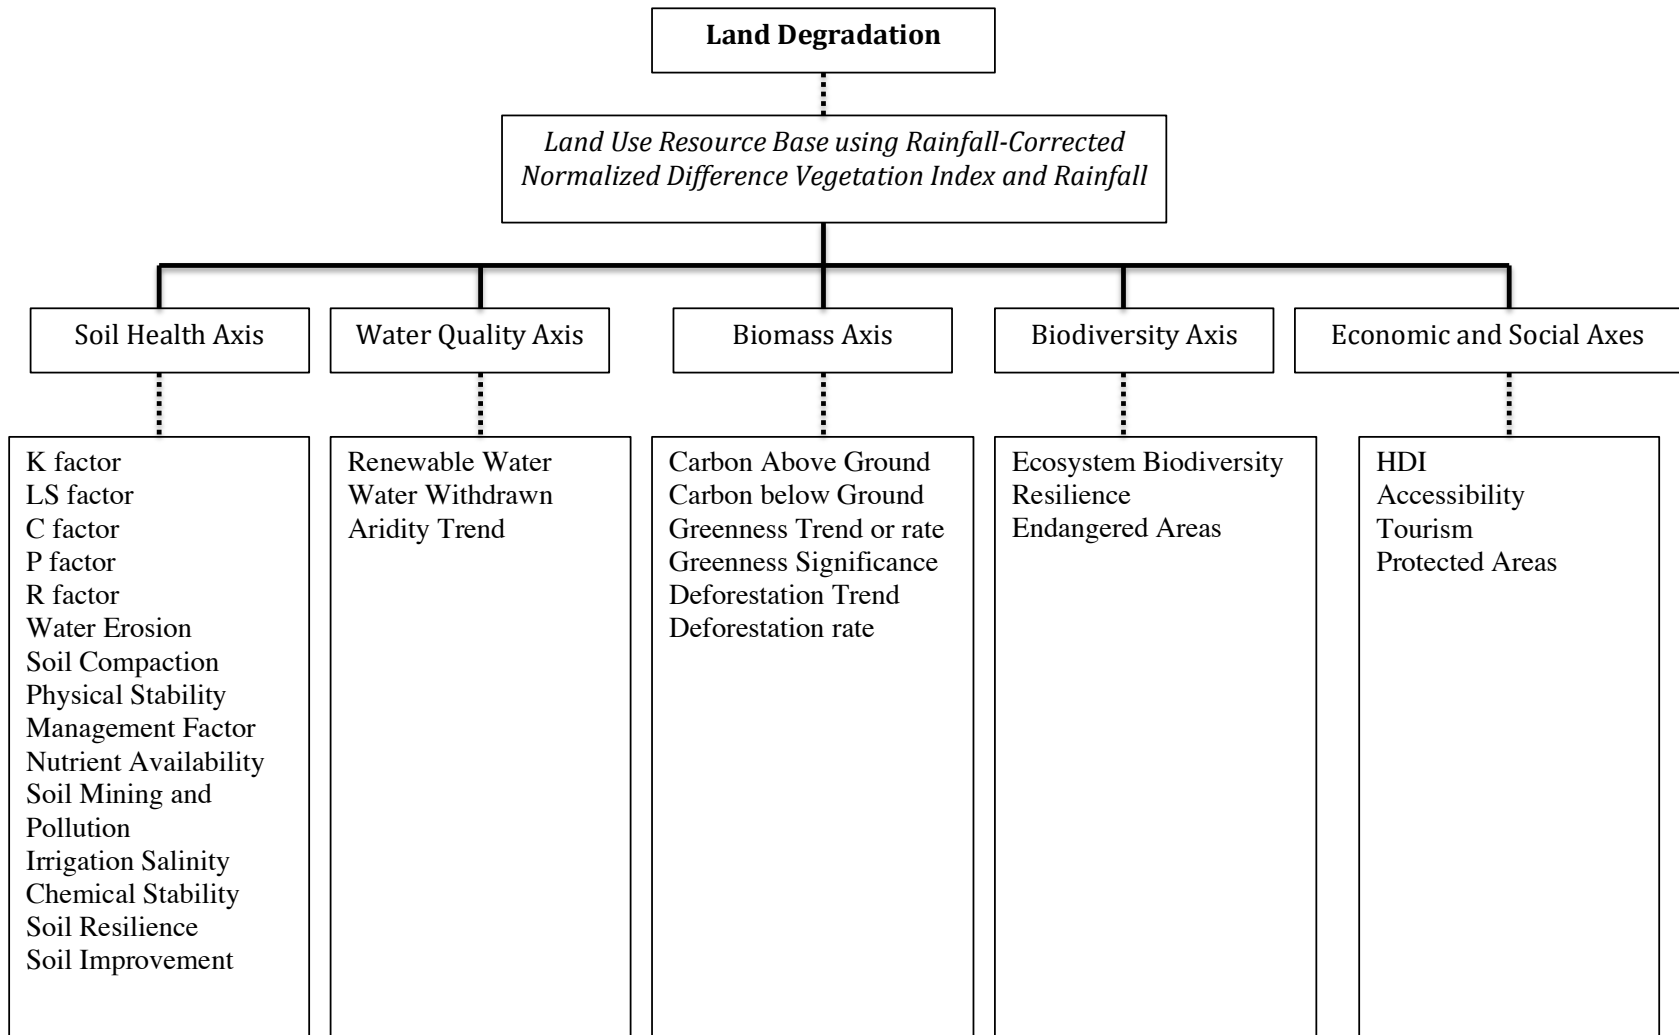 Land Degradation
Land Use Resource Base using Rainfall-Corrected
Normalized Difference Vegetation Index and Rainfall
Soil Health Axis
Water Quality Axis
Biomass Axis
Biodiversity Axis
Economic and Social Axes
K factor
LS factor
C factor
P factor
R factor
Water Erosion
Soil Compaction
Physical Stability
Management Factor
Nutrient Availability
Soil Mining and
Pollution
Irrigation Salinity
Chemical Stability
Soil Resilience
Soil Improvement
Renewable Water
Water Withdrawn
Aridity Trend
Carbon Above Ground
Carbon below Ground
Greenness Trend or rate
Greenness Significance
Deforestation Trend
Deforestation rate
Ecosystem Biodiversity
Resilience
Endangered Areas
HDI
Accessibility
Tourism
Protected Areas